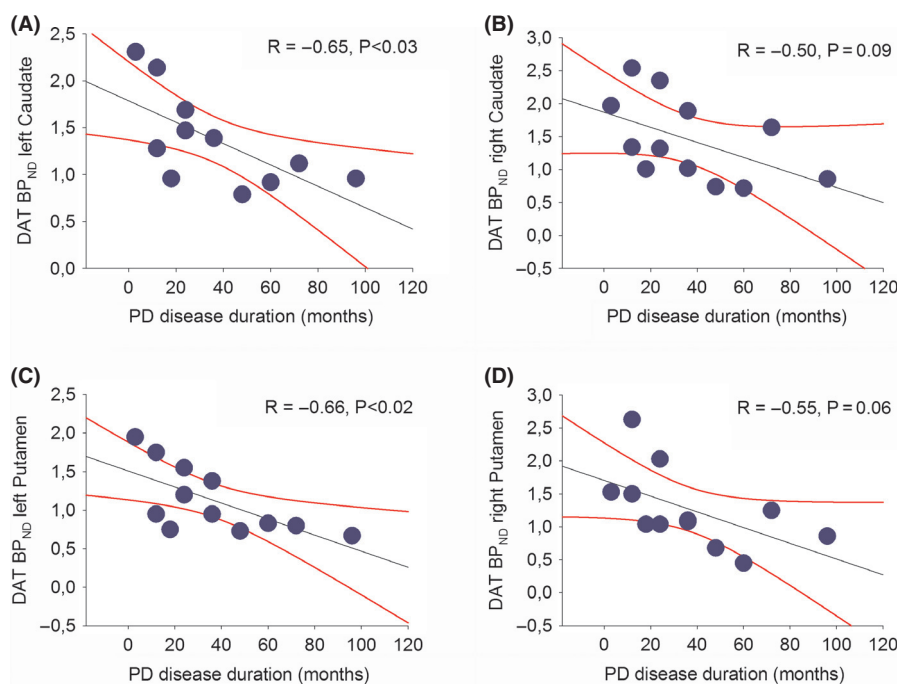 (A)
2,5
2,0
1,5
1,0
0,5
0,0
DAT BPND left Caudate
R = –0.65, P<0.03
0 20 40 60 80 100 120
PD disease duration (months)
(B)
3,0
2,5
2,0
1,5
1,0
0,5
0,0
–0,5
DAT BPND right Caudate
R = –0.50, P = 0.09
0 20 40 60 80 100 120
PD disease duration (months)
(C)
2,5
2,0
1,5
1,0
0,5
0,0
–0,5
DAT BPND left Putamen
R = –0.66, P<0.02
0 20 40 60 80 100 120
PD disease duration (months)
(D)
3,0
2,5
2,0
1,5
1,0
0,5
0,0
–0,5
DAT BPND right Putamen
R = –0.55, P = 0.06
0 20 40 60 80 100 120
PD disease duration (months)